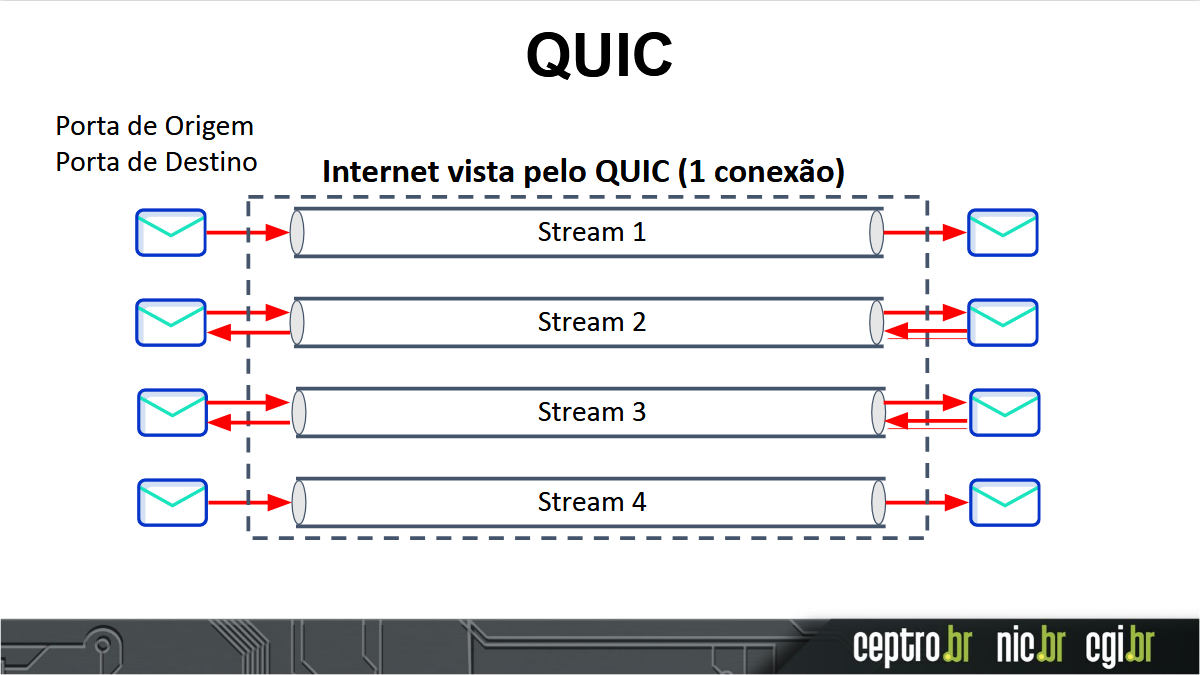 QUIC
Porta de Origem
Porta de Destino
Internet vista pelo QUIC (1 conexão)
Stream 1
Stream 2
Stream 3
Stream 4
ceptro.br nic.br cgi.br